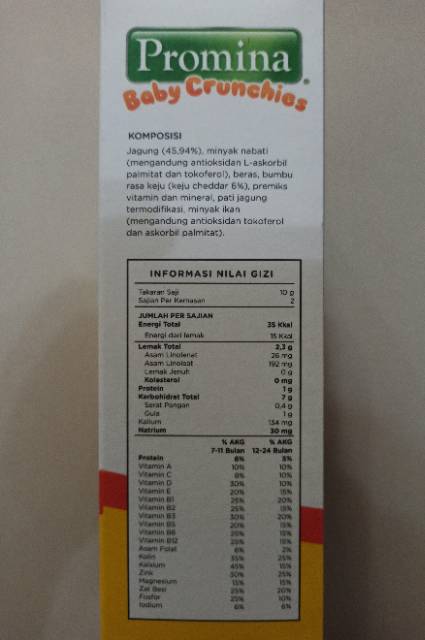 Promina
Baby Crunchies
KOMPOSISI
Jagung (45,94%), minyak nabati
(mengandung antioksidan L-askorbil
palmitat dan tokoferol), beras, bumbu
rasa keju (keju cheddar 6%), premiks
vitamin dan mineral, pati jagung
termodifikasi, minyak ikan
(mengandung antioksidan tokoferol
dan askorbil palmitat).
INFORMASI NILAI GIZI
Takaran Saji 10 g
Sajian Per Kemasan 2
JUMLAH PER SAJIAN
Energi Total 35 Kkal
Energi dari lemak 15 Kkal
Lemak Total 2,3 g
Asam Linolenat 26 mg
Asam Linoleat 192 mg
Lemak Jenuh 0 g
Kolesterol 0 mg
Protein 1 g
Karbohidrat Total 7 g
Serat Pangan 0,4 g
Gula 1 g
Kalium 134 mg
Natrium 30 mg
% AKG % AKG
7-11 Bulan 12-24 Bulan
Protein 6% 5%
Vitamin A 10% 10%
Vitamin C 8% 10%
Vitamin D 30% 10%
Vitamin E 20% 15%
Vitamin B1 25% 20%
Vitamin B2 25% 15%
Vitamin B3 30% 20%
Vitamin B5 20% 15%
Vitamin B6 20% 15%
Vitamin B12 25% 15%
Asam Folat 6% 2%
Kolin 35% 25%
Kalsium 45% 15%
Zink 30% 25%
Magnesium 15% 15%
Zat Besi 25% 20%
Fosfor 25% 10%
Iodium 6% 6%